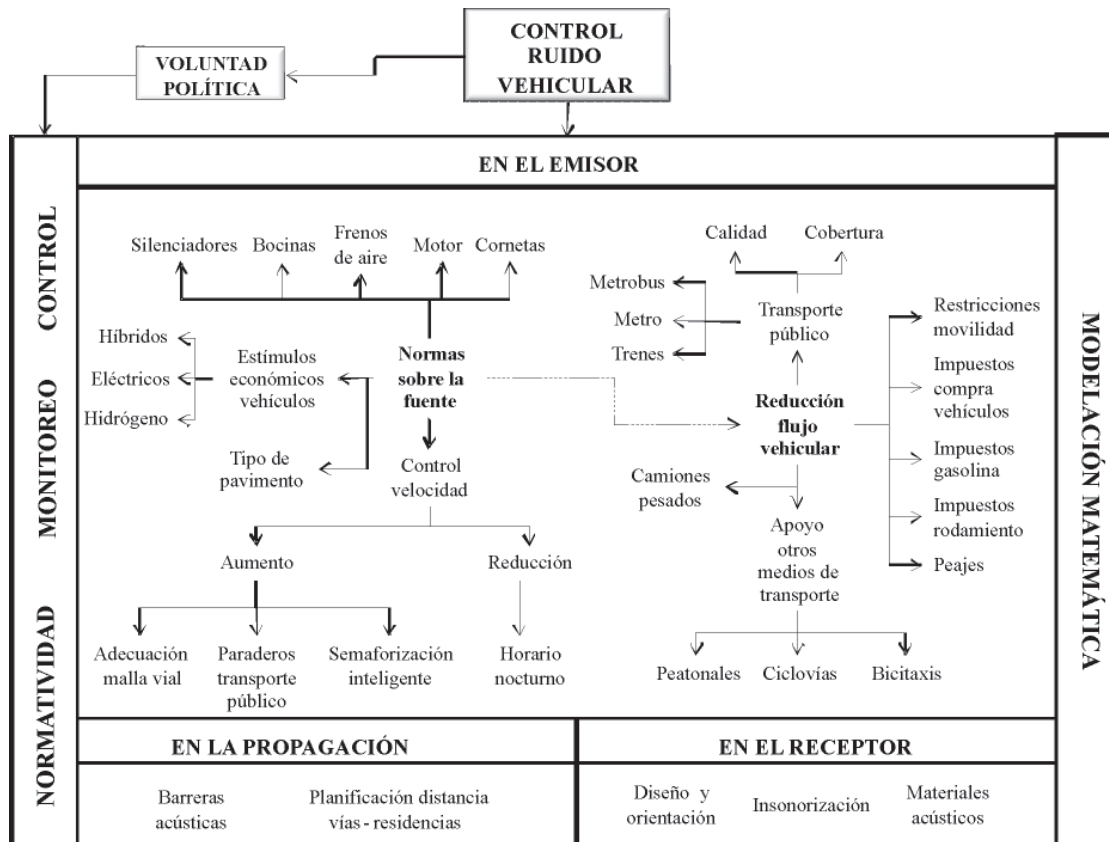 CONTROL
RUIDO
VEHICULAR
VOLUNTAD
POLÍTICA
EN EL EMISOR
CONTROL
MONITOREO
NORMATIVIDAD
MODELACIÓN MATEMÁTICA
Silenciadores
Bocinas
Frenos
de aire
Motor
Cornetas
Híbridos
Eléctricos
Hidrógeno
Estímulos
económicos
vehículos
Normas
sobre la
fuente
Tipo de
pavimento
Control
velocidad
Aumento
Reducción
Adecuación
malla vial
Paraderos
transporte
público
Semaforización
inteligente
Horario
nocturno
Calidad
Cobertura
Metrobus
Metro
Trenes
Transporte
público
Reducción
flujo
vehicular
Restricciones
movilidad
Impuestos
compra
vehículos
Impuestos
gasolina
Impuestos
rodamiento
Peajes
Camiones
pesados
Apoyo
otros
medios de
transporte
Peatonales
Ciclovías
Bicitaxis
EN LA PROPAGACIÓN
Barreras
acústicas
Planificación distancia
vías - residencias
EN EL RECEPTOR
Diseño y
orientación
Insonorización
Materiales
acústicos